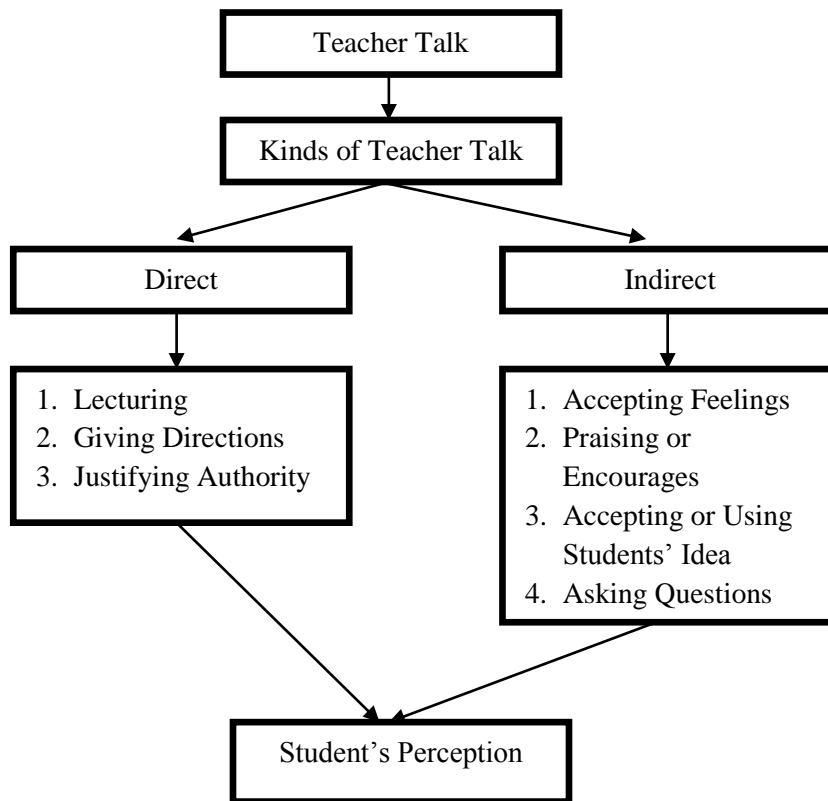 Teacher Talk
Kinds of Teacher Talk
Direct
Indirect
1. Lecturing
2. Giving Directions
3. Justifying Authority
1. Accepting Feelings
2. Praising or
Encourages
3. Accepting or Using
Students’ Idea
4. Asking Questions
Student’s Perception